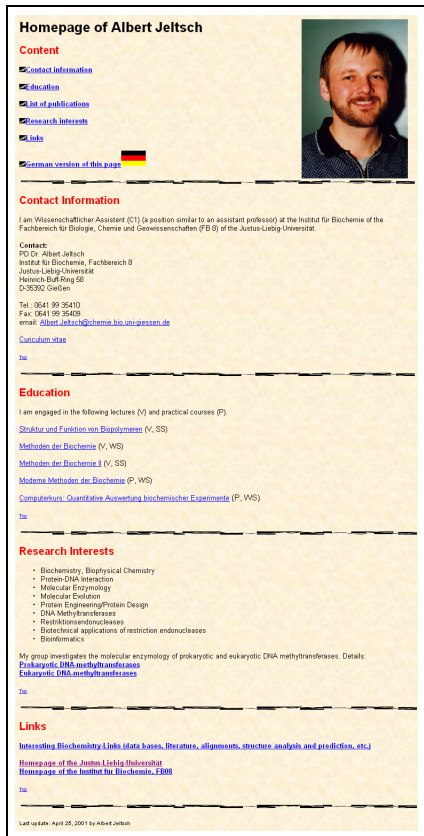 Homepage of Albert Jeltsch
Content
Contact information
Education
List of publications
Research interests
Links
German version of this page
Contact Information
I am Wissenschaftlicher Assistent (C1) (a position similar to an assistant professor) at the Institut für Biochemie of the
Fachbereich für Biologie, Chemie und Geowissenschaften (FB 8) of the Justus-Liebig-Universität.
Contact:
PD Dr. Albert Jeltsch
Institut für Biochemie, Fachbereich 8
Justus-Liebig-Universität
Heinrich-Buff-Ring 58
D-35392 Gießen
Tel.: 0641 99 35410
Fax: 0641 99 35409
email: Albert.Jeltsch@chemie.bio.uni-giessen.de
Curiculum vitae
Top
Education
I am engaged in the following lectures (V) and practical courses (P).
Struktur und Funktion von Biopolymeren (V, SS)
Methoden der Biochemie (V, WS)
Methoden der Biochemie II (V, SS)
Moderne Methoden der Biochemie (P, WS)
Computerkurs: Quantitative Auswertung biochemischer Experimente (P, WS)
Top
Research Interests
• Biochemistry, Biophysical Chemistry
• Protein-DNA Interaction
• Molecular Enzymology
• Molecular Evolution
• Protein Engineering/Protein Design
• DNA Methyltransferases
• Restriktionsendonucleases
• Biotechnical applications of restriction endonucleases
• Bioinformatics
My group investigates the molecular enzymology of prokaryotic and eukaryotic DNA methyltransferases. Details:
Prokaryotic DNA-methyltransferases
Eukaryotic DNA-methyltransferases
Top
Links
Interesting Biochemistry-Links (data bases, literature, alignments, structure analysis and prediction, etc.)
Homepage of the Justus-Liebig-Universität
Homepage of the Institut für Biochemie, FB08
Top
Last update: April 25, 2001 by Albert Jeltsch